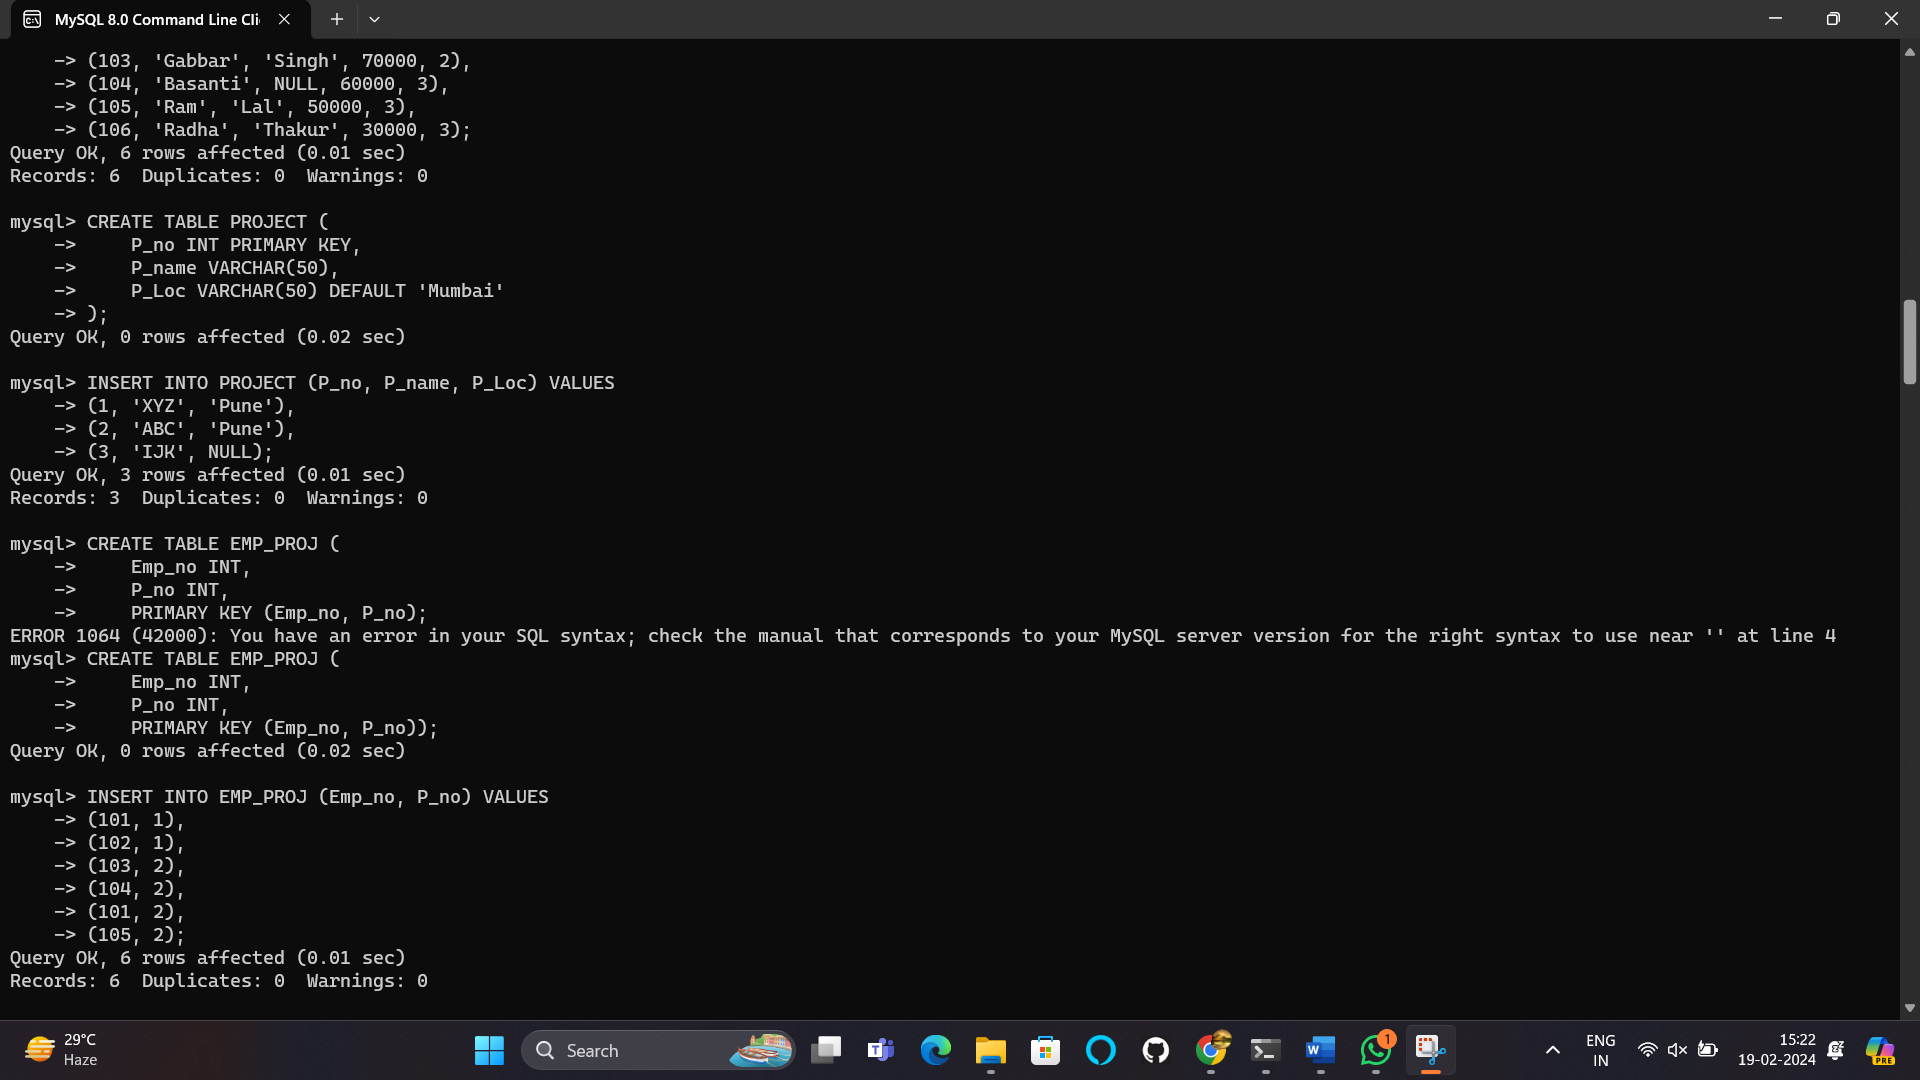 MySQL 8.0 Command Line Cli
    -> (103, 'Gabbar', 'Singh', 70000, 2),
    -> (104, 'Basanti', NULL, 60000, 3),
    -> (105, 'Ram', 'Lal', 50000, 3),
    -> (106, 'Radha', 'Thakur', 30000, 3);
Query OK, 6 rows affected (0.01 sec)
Records: 6  Duplicates: 0  Warnings: 0
mysql> CREATE TABLE PROJECT (
    ->     P_no INT PRIMARY KEY,
    ->     P_name VARCHAR(50),
    ->     P_Loc VARCHAR(50) DEFAULT 'Mumbai'
    -> );
Query OK, 0 rows affected (0.02 sec)
mysql> INSERT INTO PROJECT (P_no, P_name, P_Loc) VALUES
    -> (1, 'XYZ', 'Pune'),
    -> (2, 'ABC', 'Pune'),
    -> (3, 'IJK', NULL);
Query OK, 3 rows affected (0.01 sec)
Records: 3  Duplicates: 0  Warnings: 0
mysql> CREATE TABLE EMP_PROJ (
    ->     Emp_no INT,
    ->     P_no INT,
    ->     PRIMARY KEY (Emp_no, P_no);
ERROR 1064 (42000): You have an error in your SQL syntax; check the manual that corresponds to your MySQL server version for the right syntax to use near '' at line 4
mysql> CREATE TABLE EMP_PROJ (
    ->     Emp_no INT,
    ->     P_no INT,
    ->     PRIMARY KEY (Emp_no, P_no));
Query OK, 0 rows affected (0.02 sec)
mysql> INSERT INTO EMP_PROJ (Emp_no, P_no) VALUES
    -> (101, 1),
    -> (102, 1),
    -> (103, 2),
    -> (104, 2),
    -> (101, 2),
    -> (105, 2);
Query OK, 6 rows affected (0.01 sec)
Records: 6  Duplicates: 0  Warnings: 0
29°C
Haze
Search
1
ENG
IN
15:22
19-02-2024
PRE